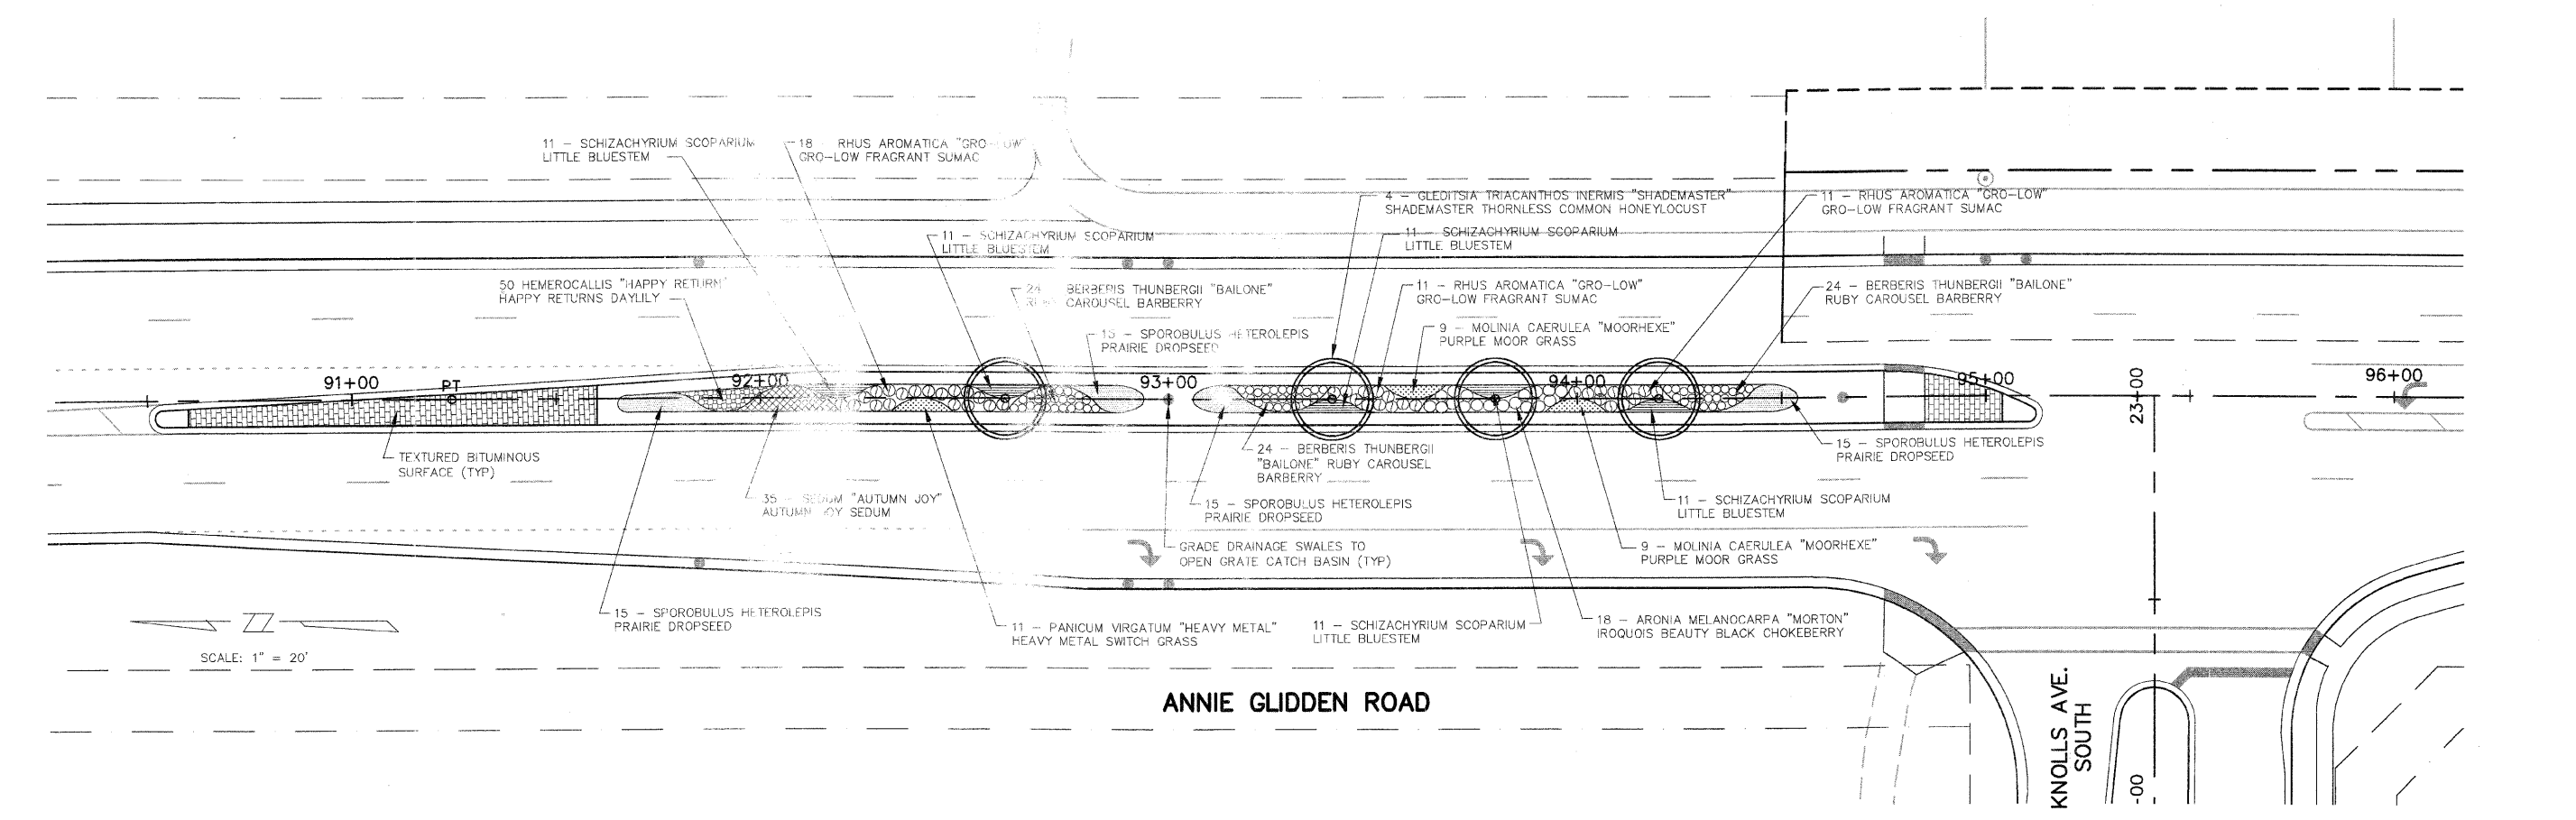 11 – SCHIZACHYRIUM SCOPARIUM
LITTLE BLUESTEM
18 – RHUS AROMATICA "GRO-LOW"
GRO-LOW FRAGRANT SUMAC
4 – GLEDITSIA TRIACANTHOS INERMIS "SHADEMASTER"
SHADEMASTER THORNLESS COMMON HONEYLOCUST
11 – RHUS AROMATICA "GRO-LOW"
GRO-LOW FRAGRANT SUMAC
11 – SCHIZACHYRIUM SCOPARIUM
LITTLE BLUESTEM
11 – SCHIZACHYRIUM SCOPARIUM
LITTLE BLUESTEM
50 HEMEROCALLIS "HAPPY RETURN"
HAPPY RETURNS DAYLILY
24 – BERBERIS THUNBERGII "BAILONE"
CAROUSEL BARBERRY
11 – RHUS AROMATICA "GRO-LOW"
GRO-LOW FRAGRANT SUMAC
24 – BERBERIS THUNBERGII "BAILONE"
RUBY CAROUSEL BARBERRY
15 – SPOROBULUS HETEROLEPIS
PRAIRIE DROPSEED
9 – MOLINIA CAERULEA "MOORHEXE"
PURPLE MOOR GRASS
91+00
PT
92+00
93+00
94+00
95+00
96+00
23+00
TEXTURED BITUMINOUS
SURFACE (TYP)
24 – BERBERIS THUNBERGII
"BAILONE" RUBY CAROUSEL
BARBERRY
15 – SPOROBULUS HETEROLEPIS
PRAIRIE DROPSEED
35 – SEDUM "AUTUMN JOY"
AUTUMN JOY SEDUM
15 – SPOROBULUS HETEROLEPIS
PRAIRIE DROPSEED
11 – SCHIZACHYRIUM SCOPARIUM
LITTLE BLUESTEM
GRADE DRAINAGE SWALES TO
OPEN GRATE CATCH BASIN (TYP)
9 – MOLINIA CAERULEA "MOORHEXE"
PURPLE MOOR GRASS
15 – SPOROBULUS HETEROLEPIS
PRAIRIE DROPSEED
11 – PANICUM VIRGATUM "HEAVY METAL"
HEAVY METAL SWITCH GRASS
11 – SCHIZACHYRIUM SCOPARIUM
LITTLE BLUESTEM
18 – ARONIA MELANOCARPA "MORTON"
IROQUOIS BEAUTY BLACK CHOKEBERRY
SCALE: 1" = 20'
ANNIE GLIDDEN ROAD
KNOLLS AVE.
SOUTH
-00